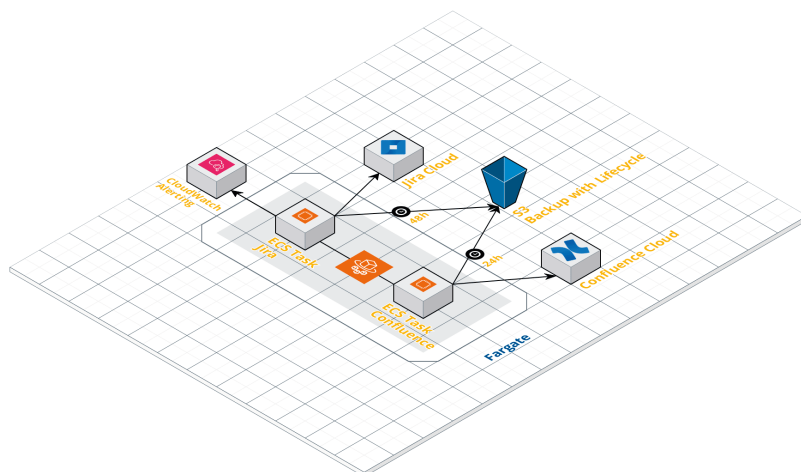 Jira Cloud
CloudWatch
Alerting
S3
Backup with Lifecycle
48h
ECS Task
Jira
24h
Confluence Cloud
ECS Task
Confluence
Fargate